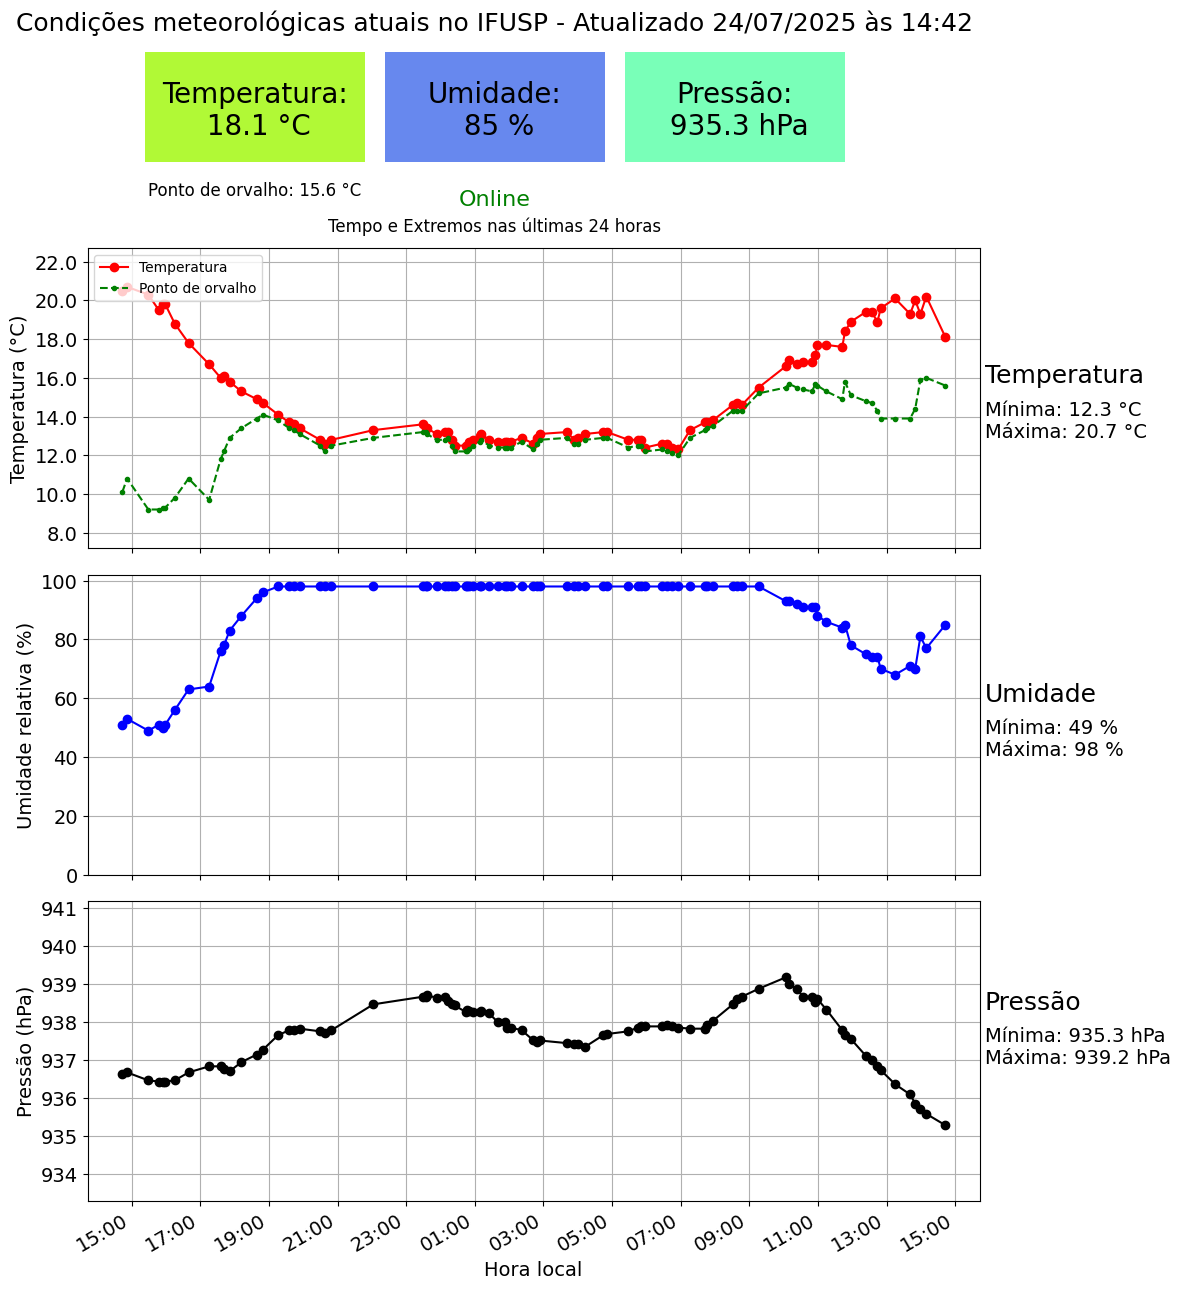 Condições meteorológicas atuais no IFUSP - Atualizado 24/07/2025 às 14:42
Temperatura:
18.1 °C
Umidade:
85 %
Pressão:
935.3 hPa
Ponto de orvalho: 15.6 °C
Online
Tempo e Extremos nas últimas 24 horas
Temperatura (°C)
22.0
20.0
18.0
16.0
14.0
12.0
10.0
8.0
Temperatura
Ponto de orvalho
Temperatura
Mínima: 12.3 °C
Máxima: 20.7 °C
Umidade relativa (%)
100
80
60
40
20
0
Umidade
Mínima: 49 %
Máxima: 98 %
Pressão (hPa)
941
940
939
938
937
936
935
934
Pressão
Mínima: 935.3 hPa
Máxima: 939.2 hPa
15:00
17:00
19:00
21:00
23:00
01:00
03:00
05:00
07:00
09:00
11:00
13:00
15:00
Hora local